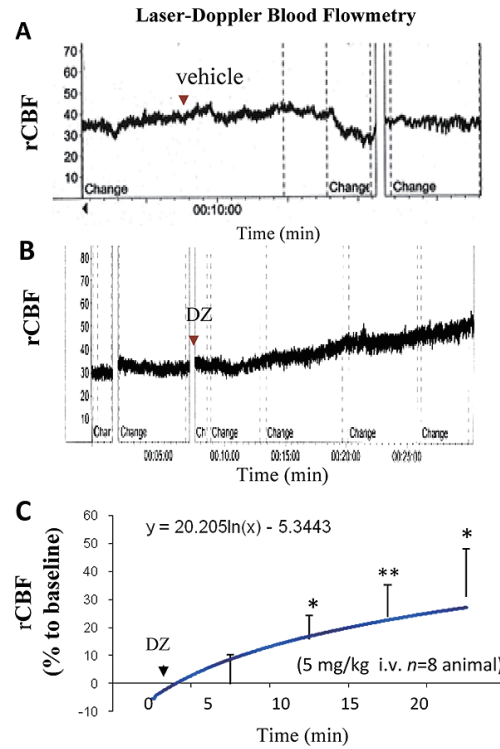 Laser-Doppler Blood Flowmetry
A
rCBF
70
60
50
40
30
20
10
vehicle
Change
Change
Change
00:10:00
Time (min)
B
rCBF
80
70
60
50
40
30
20
10
DZ
Char
Change
Ch
Change
Change
Change
Change
00:05:00
00:10:00
00:15:00
00:20:00
00:25:00
Time (min)
C
rCBF
(% to baseline)
60
50
40
30
20
10
0
-10
y = 20.205ln(x) - 5.3443
DZ
*
**
*
(5 mg/kg i.v. n=8 animal)
0
5
10
15
20
Time (min)